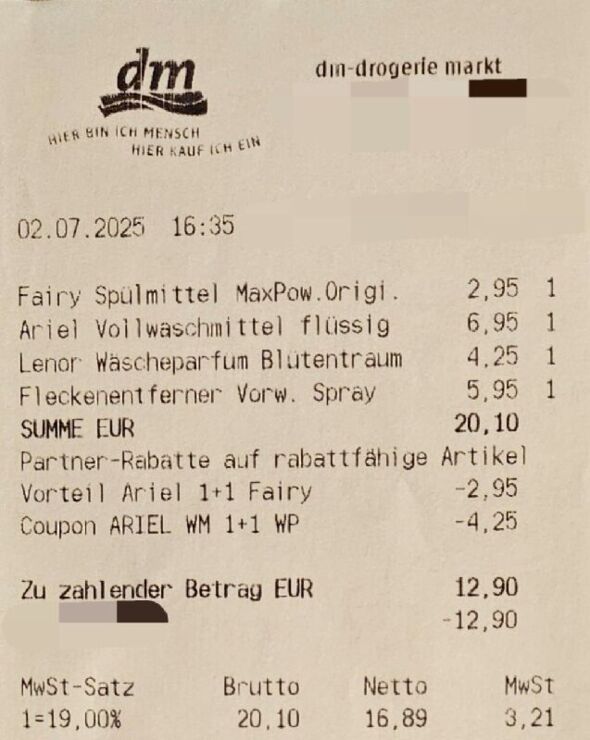 dm
dm-drogerie markt
HIER BIN ICH MENSCH
HIER KAUF ICH EIN
02.07.2025 16:35
Fairy Spülmittel MaxPow.Origi. 2,95 1
Ariel Vollwaschmittel flüssig 6,95 1
Lenor Wäscheparfum Blütentraum 4,25 1
Fleckenentferner Vorw. Spray 5,95 1
SUMME EUR 20,10
Partner-Rabatte auf rabattfähige Artikel
Vorteil Ariel 1+1 Fairy -2,95
Coupon ARIEL WM 1+1 WP -4,25
Zu zahlender Betrag EUR 12,90
-12,90
MwSt-Satz Brutto Netto MwSt
1=19,00% 20,10 16,89 3,21